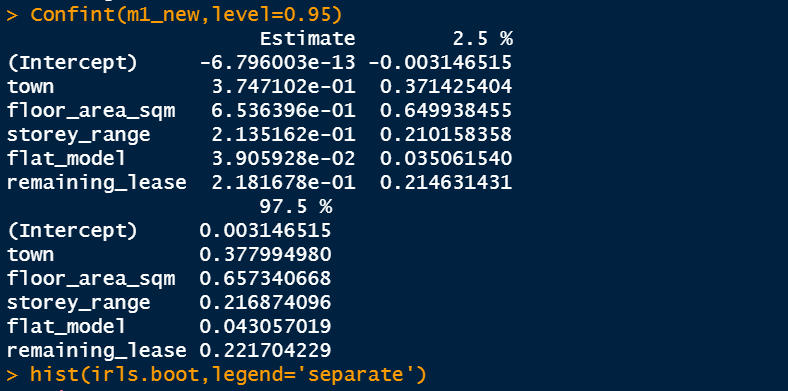 > Confint(m1_new,level=0.95)
Estimate 2.5 %
(Intercept) -6.796003e-13 -0.003146515
town 3.747102e-01 0.371425404
floor_area_sqm 6.536396e-01 0.649938455
storey_range 2.135162e-01 0.210158358
flat_model 3.905928e-02 0.035061540
remaining_lease 2.181678e-01 0.214631431
97.5 %
(Intercept) 0.003146515
town 0.377994980
floor_area_sqm 0.657340668
storey_range 0.216874096
flat_model 0.043057019
remaining_lease 0.221704229
> hist(irls.boot,legend='separate')